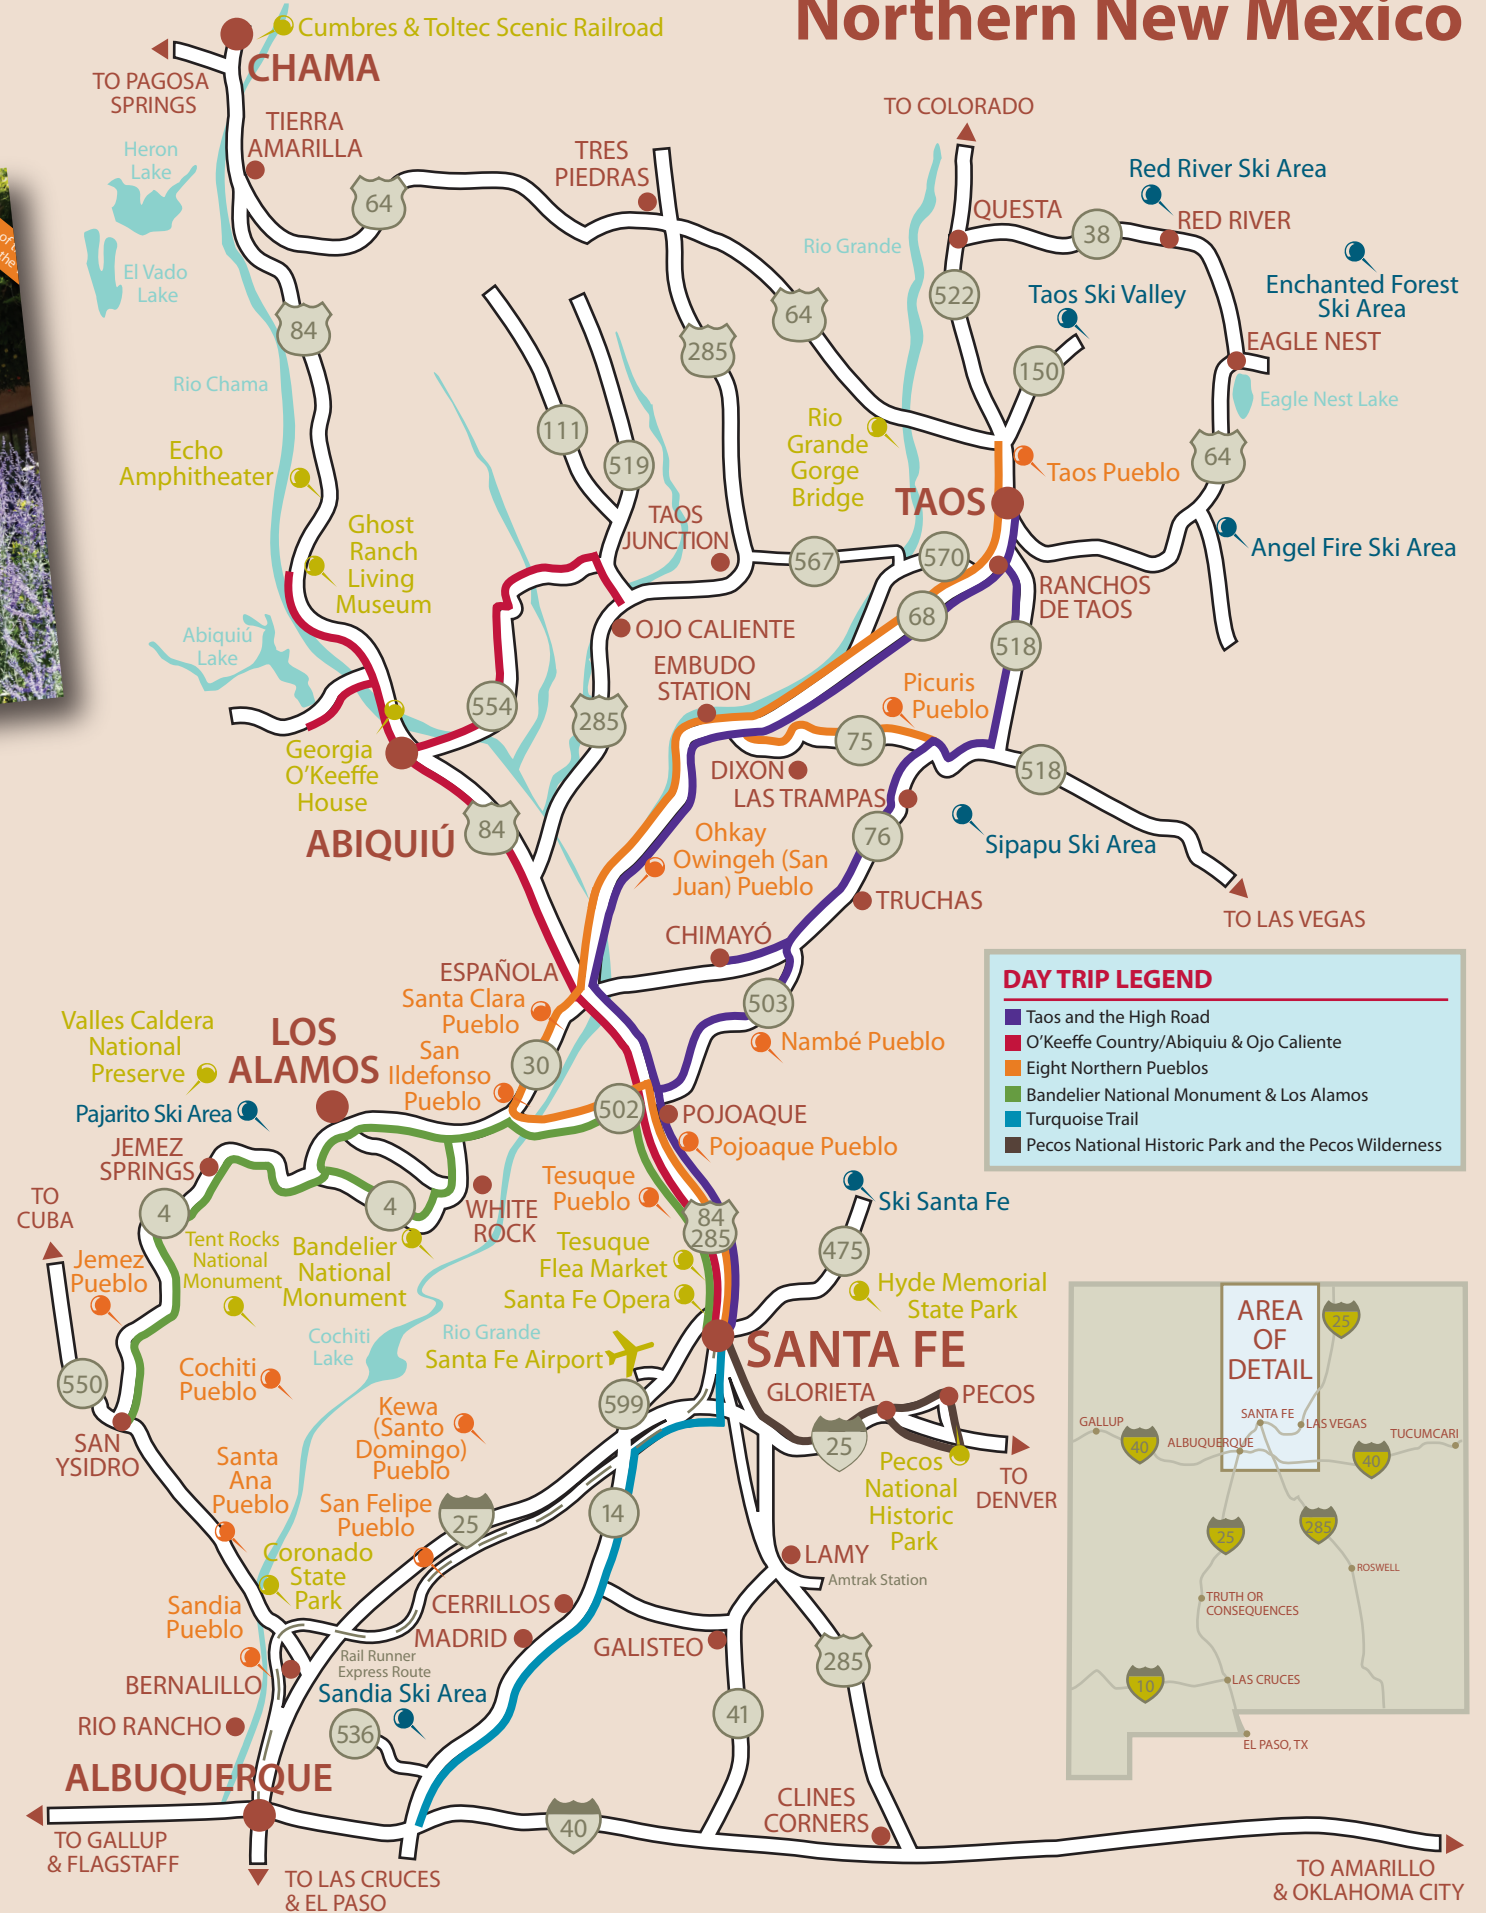 Northern New Mexico
Cumbres & Toltec Scenic Railroad
CHAMA
TO PAGOSA
SPRINGS
TIERRA
AMARILLA
Heron
Lake
El Vado
Lake
64
TRES
PIEDRAS
TO COLORADO
Red River Ski Area
QUESTA
38
RED RIVER
Rio Grande
Enchanted Forest
Ski Area
Taos Ski Valley
522
64
84
285
150
EAGLE NEST
Eagle Nest Lake
Rio Chama
111
519
Rio
Grande
Gorge
Bridge
64
Echo
Amphitheater
Taos Pueblo
TAOS
Ghost
Ranch
Living
Museum
TAOS
JUNCTION
567
570
Angel Fire Ski Area
RANCHOS
DE TAOS
68
518
Abiquiú
Lake
OJO CALIENTE
EMBUDO
STATION
Picuris
Pueblo
554
285
75
518
Georgia
O'Keeffe
House
DIXON
LAS TRAMPAS
76
Sipapu Ski Area
84
ABIQUIÚ
Ohkay
Owingeh (San
Juan) Pueblo
TRUCHAS
TO LAS VEGAS
CHIMAYÓ
ESPAÑOLA
Santa Clara
Pueblo
503
Nambé Pueblo
DAY TRIP LEGEND
Taos and the High Road
O'Keeffe Country/Abiquiu & Ojo Caliente
Eight Northern Pueblos
Bandelier National Monument & Los Alamos
Turquoise Trail
Pecos National Historic Park and the Pecos Wilderness
Valles Caldera
National
Preserve
LOS
ALAMOS
San
Ildefonso
Pueblo
30
502
POJOAQUE
Pojoaque Pueblo
Pajarito Ski Area
JEMEZ
SPRINGS
TO
CUBA
4
4
WHITE
ROCK
Tesuque
Pueblo
84
285
Ski Santa Fe
475
Jemez
Pueblo
Tent Rocks
National
Monument
Bandelier
National
Monument
Tesuque
Flea Market
Santa Fe Opera
Hyde Memorial
State Park
Cochiti
Lake
Rio Grande
Santa Fe Airport
SANTA FE
550
Cochiti
Pueblo
599
GLORIETA
PECOS
25
TO
DENVER
Pecos
National
Historic
Park
SAN
YSIDRO
Kewa
(Santo
Domingo)
Pueblo
Santa
Ana
Pueblo
San Felipe
Pueblo
25
14
Coronado
State
Park
LAMY
Amtrak Station
Sandia
Pueblo
CERRILLOS
MADRID
GALISTEO
285
Rail Runner
Express Route
BERNALILLO
Sandia Ski Area
RIO RANCHO
536
41
ALBUQUERQUE
40
CLINES
CORNERS
TO GALLUP
& FLAGSTAFF
TO LAS CRUCES
& EL PASO
TO AMARILLO
& OKLAHOMA CITY
AREA
OF
DETAIL
25
SANTA FE
LAS VEGAS
GALLUP
40
ALBUQUERQUE
40
TUCUMCARI
25
285
ROSWELL
TRUTH OR
CONSEQUENCES
10
LAS CRUCES
EL PASO, TX